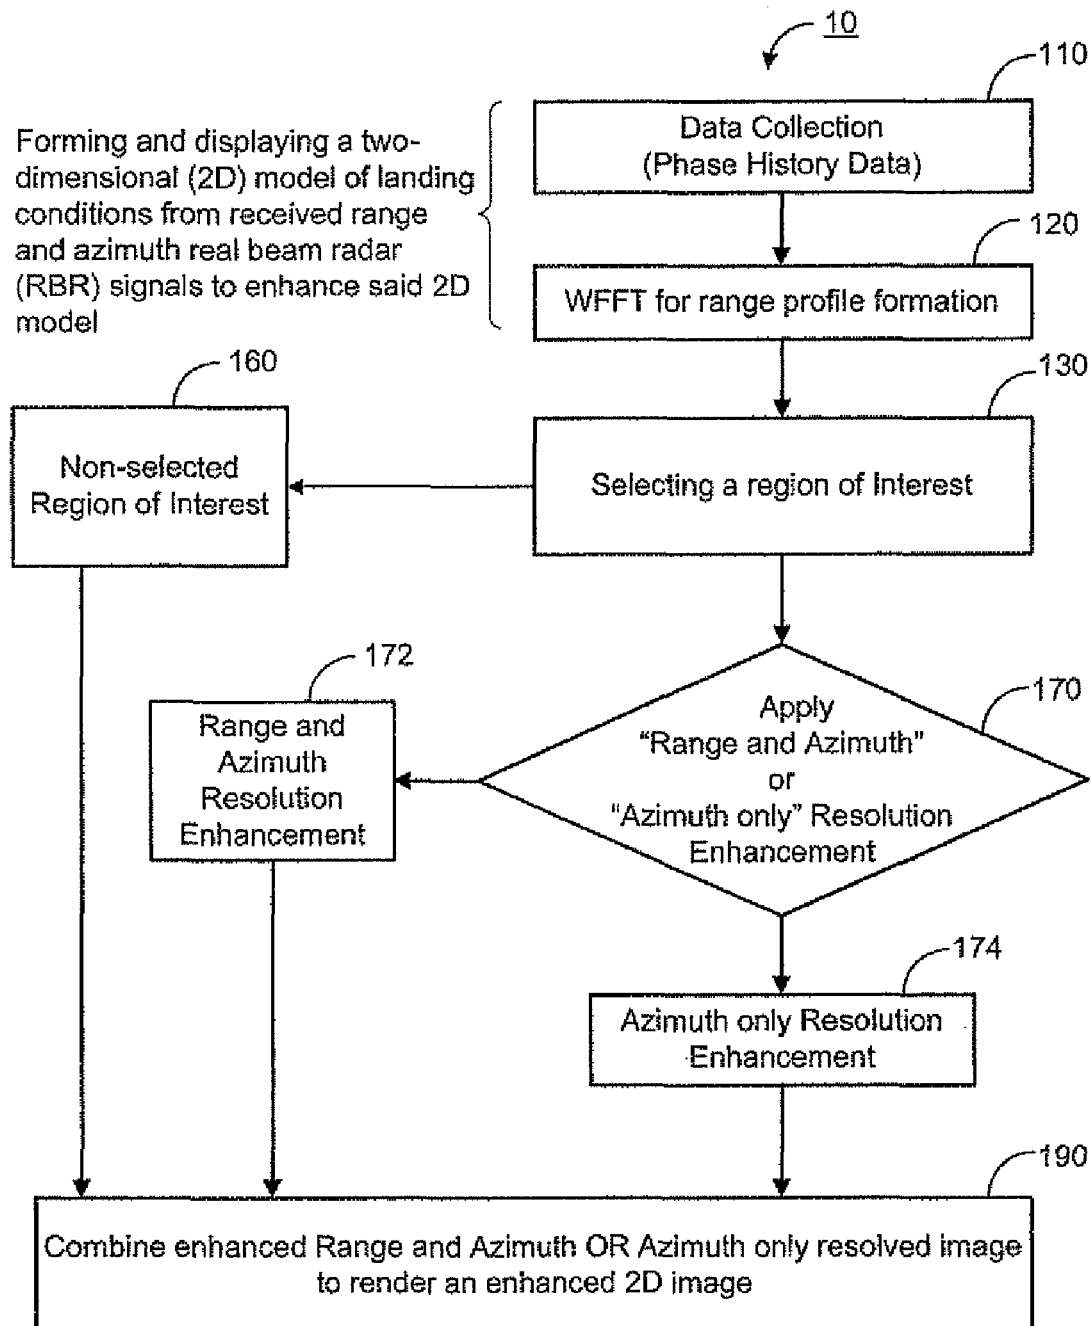 10
110
Data Collection
(Phase History Data)
Forming and displaying a two-
dimensional (2D) model of landing
conditions from received range
and azimuth real beam radar
(RBR) signals to enhance said 2D
model
120
WFFT for range profile formation
130
Selecting a region of Interest
160
Non-selected
Region of Interest
170
Apply
“Range and Azimuth”
or
“Azimuth only” Resolution
Enhancement
172
Range and
Azimuth
Resolution
Enhancement
174
Azimuth only Resolution
Enhancement
190
Combine enhanced Range and Azimuth OR Azimuth only resolved image
to render an enhanced 2D image